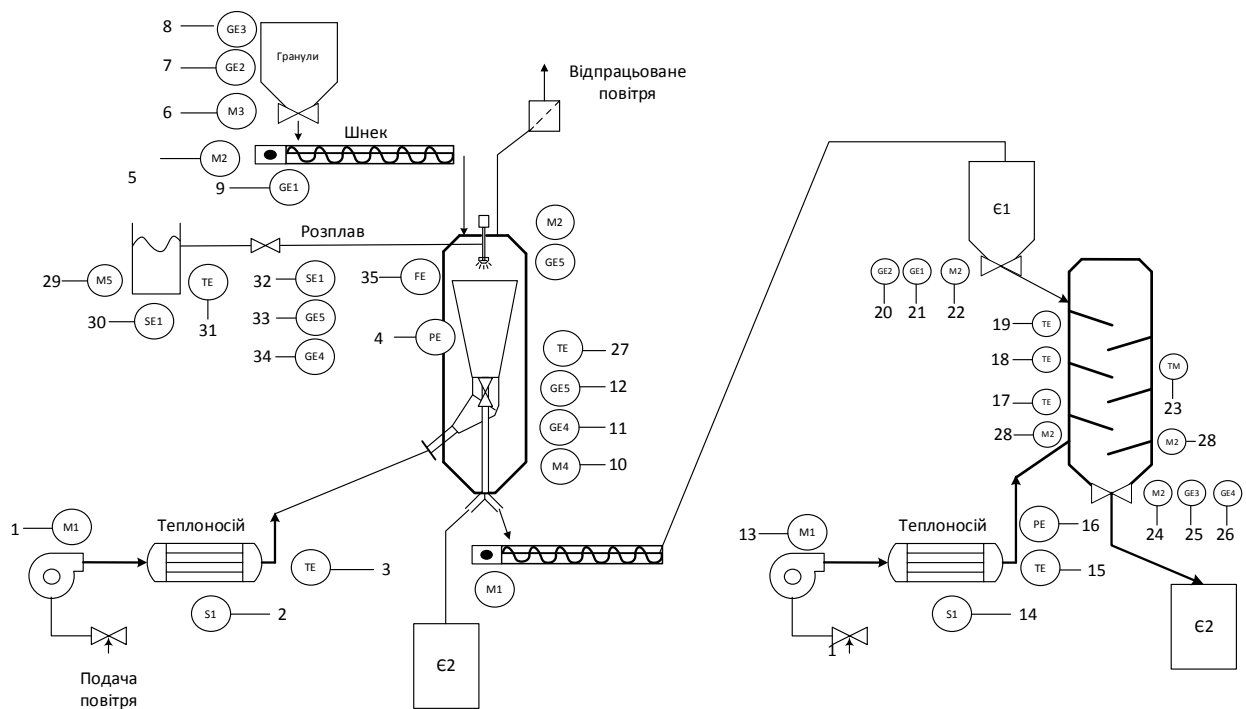 8 GE3
Гранули
7 GE2
6 M3
Шнек
5 M2
9 GE1
Відпрацьоване
повітря
Розплав
29 M5
30 SE1
TE
31
32 SE1
33 GE5
34 GE4
35 FE
4 PE
M2
GE5
TE 27
GE5 12
GE4 11
M4 10
1 M1
Теплоносій
TE 3
S1 2
Подача
повітря
M1
Є2
Є1
GE2 GE1 M2
20 21 22
19 TE
18 TE
17 TE
28 M2
TM
23
M2 28
M2 GE3 GE4
24 25 26
13 M1
Теплоносій
PE 16
TE 15
S1 14
1
Є2